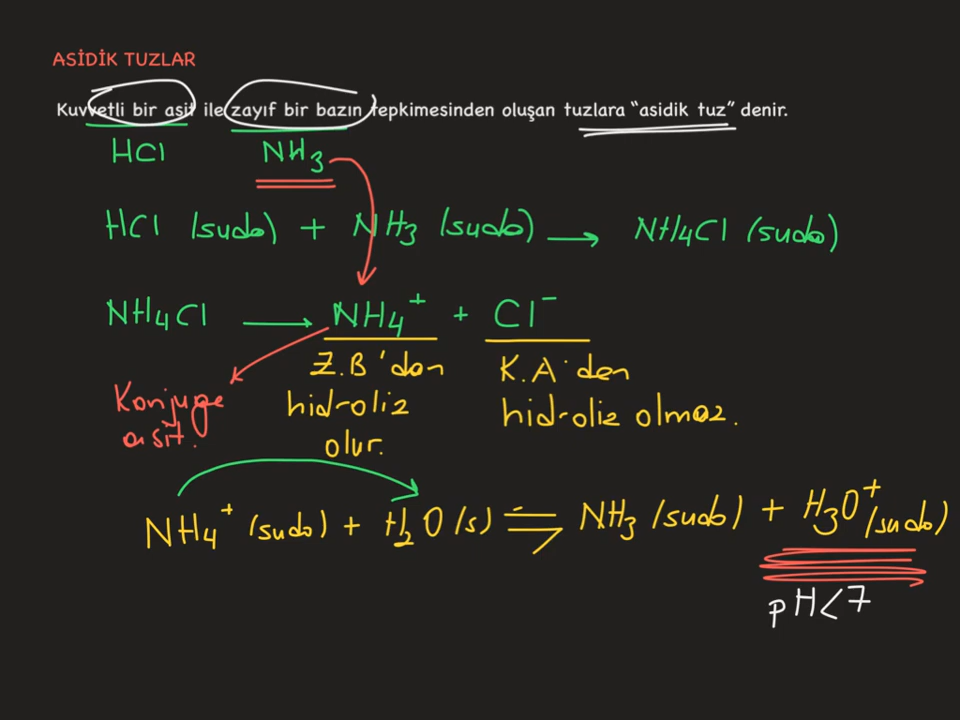 ASİDİK TUZLAR
Kuvvetli bir asit ile zayıf bir bazın tepkimesinden oluşan tuzlara “asidik tuz” denir.
HCl NH3
HCl (suda) + NH3 (suda) → NH4Cl (suda)
NH4Cl → NH4+ + Cl−
Z.B'dan
hidroliz
olur.
K.A'den
hidroliz olmaz.
Konjuge
asit.
NH4+ (suda) + H2O (s) ⇌ NH3 (suda) + H3O+ (suda)
pH<7